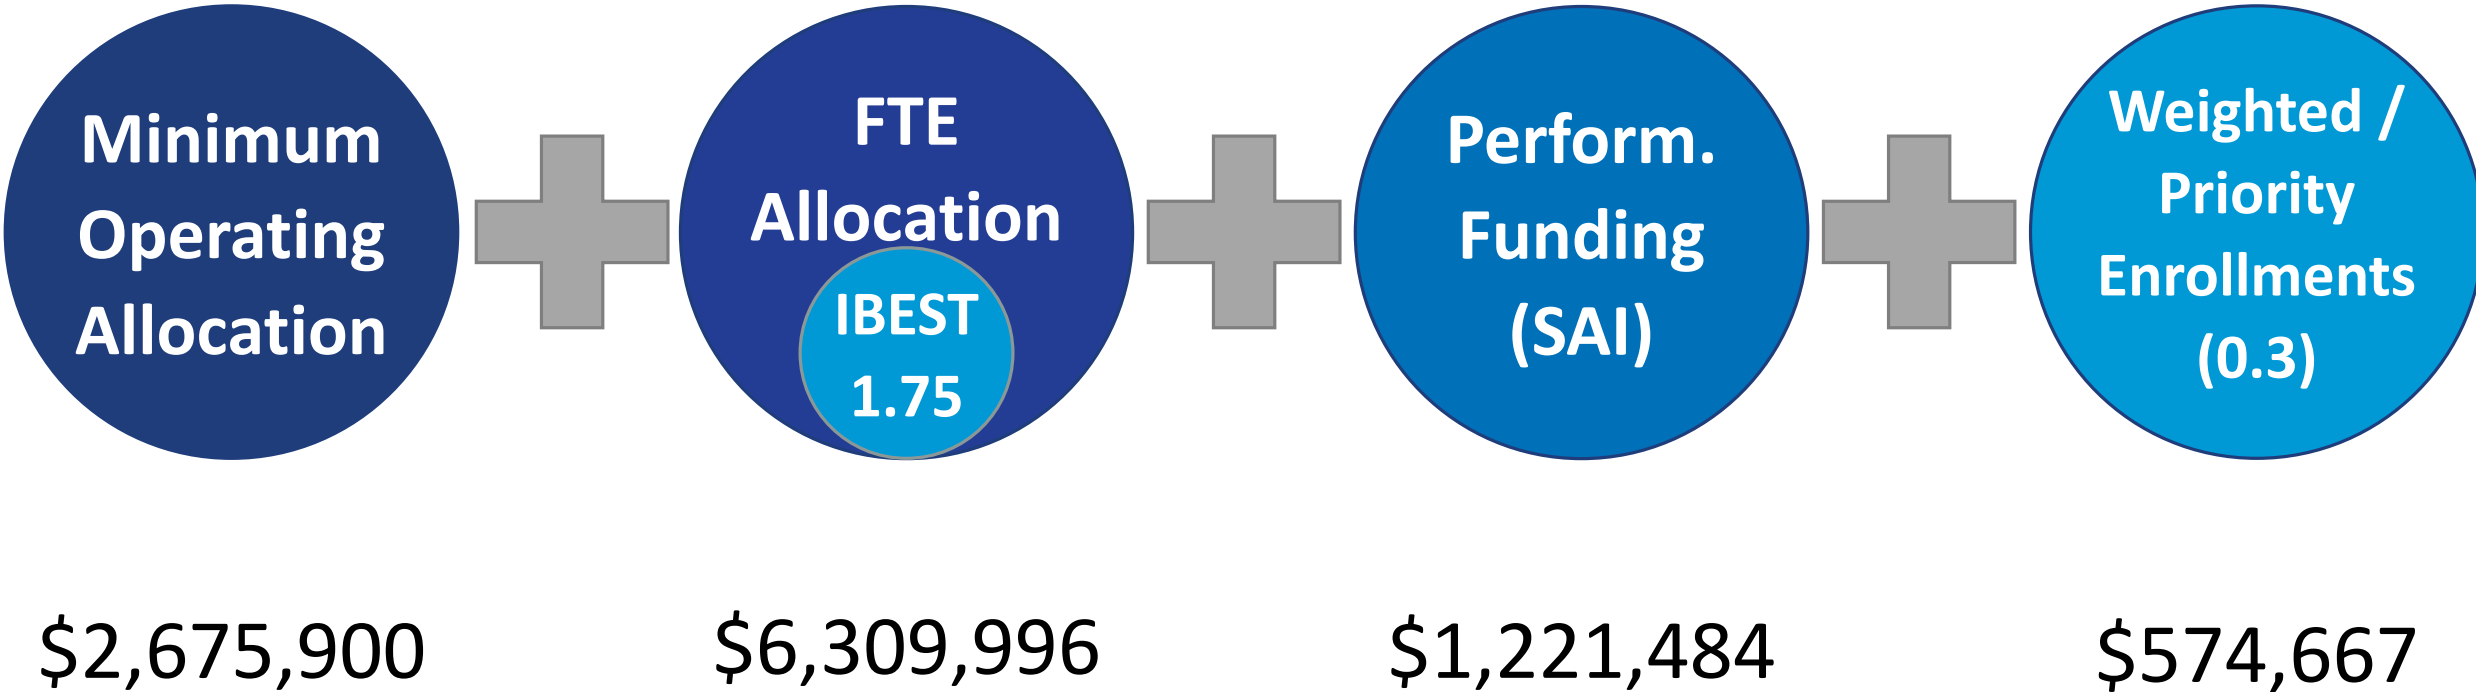 Minimum
Operating
Allocation
FTE
Allocation
IBEST
1.75
Perform.
Funding
(SAI)
Weighted /
Priority
Enrollments
(0.3)
$2,675,900
$6,309,996
$1,221,484
$574,667